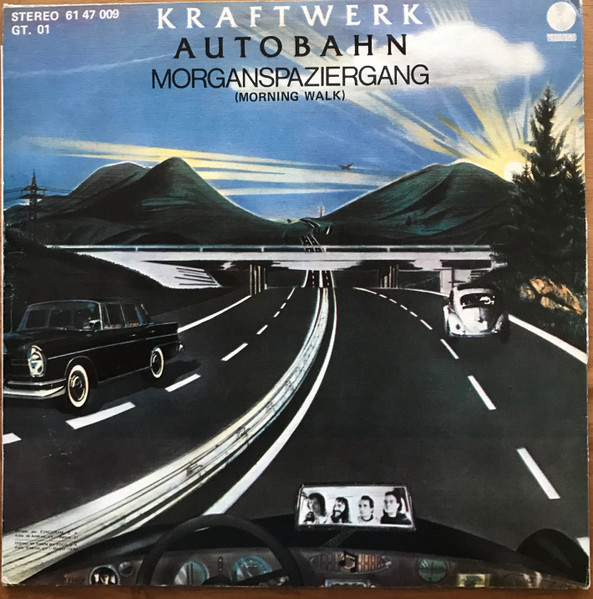 STEREO 61 47 009
GT. 01
KRAFTWERK
AUTOBAHN
MORGANSPAZIERGANG
(MORNING WALK)